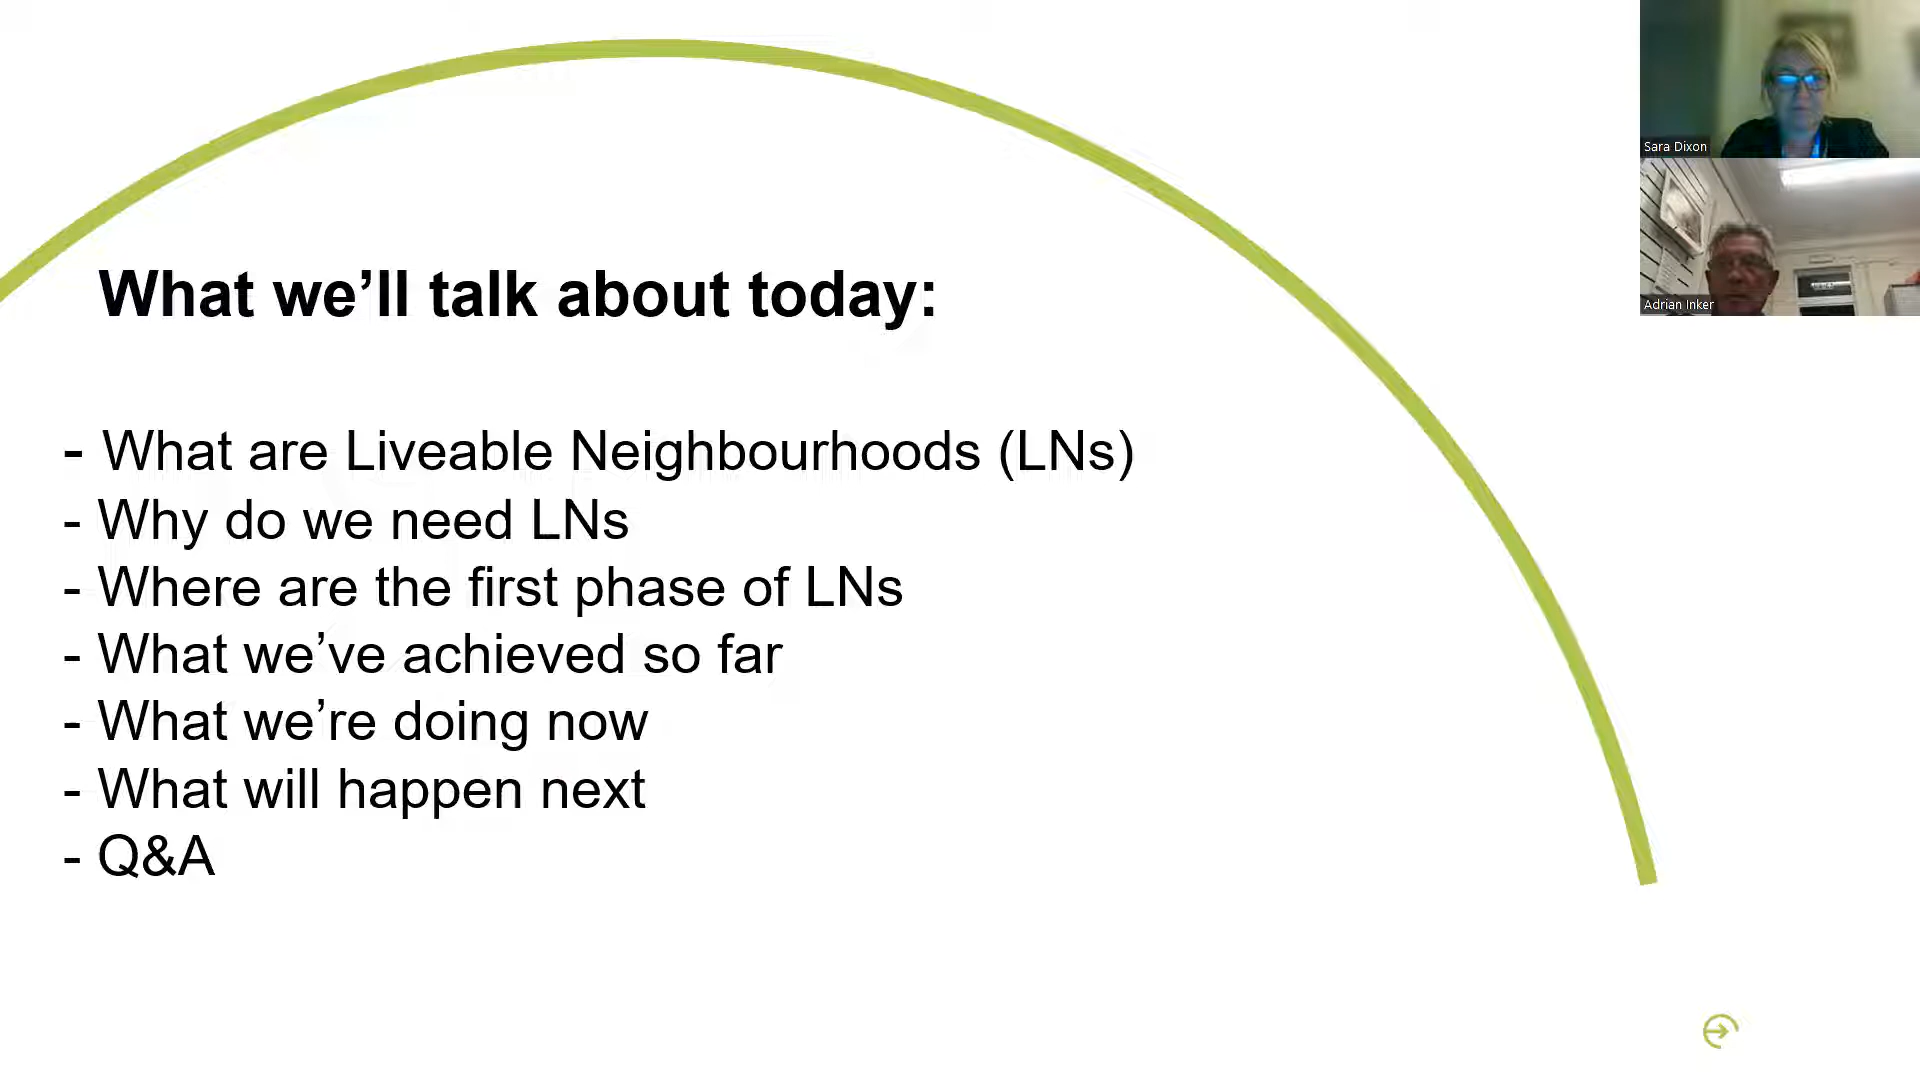 What we’ll talk about today:
- What are Liveable Neighbourhoods (LNs)
- Why do we need LNs
- Where are the first phase of LNs
- What we’ve achieved so far
- What we’re doing now
- What will happen next
- Q&A
Sara Dixon
Adrian Inker